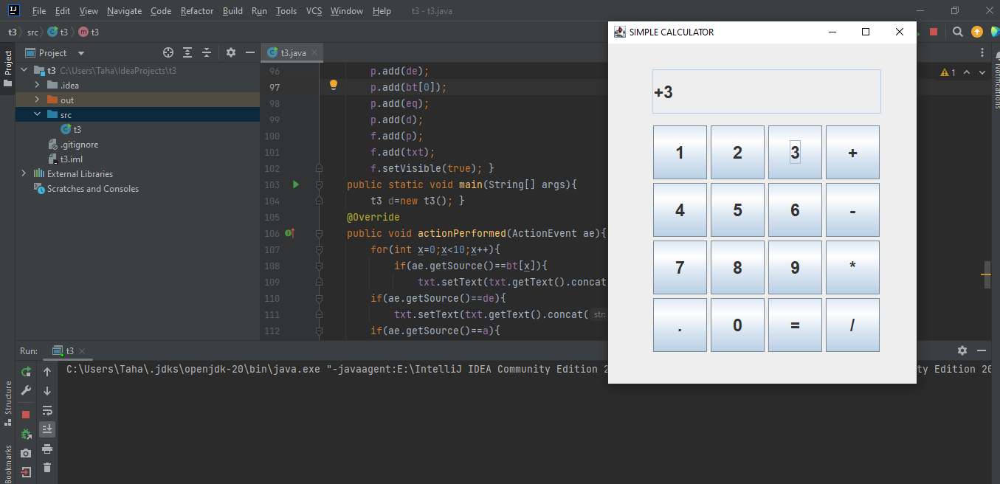 File Edit View Navigate Code Refactor Build Run Tools VCS Window Help t3 - t3.java
t3 src t3 t3
Project
Project
t3 C:\Users\Taha\IdeaProjects\t3
.idea
out
src
t3
.gitignore
t3.iml
External Libraries
Scratches and Consoles
t3.java
1
96 p.add(de);
97 p.add(bt[0]);
98 p.add(eq);
99 p.add(d);
100 f.add(p);
101 f.add(txt);
102 f.setVisible(true); }
103 public static void main(String[] args){
104 t3 d=new t3(); }
105 @Override
106 public void actionPerformed(ActionEvent ae){
107 for(int x=0;x<10;x++){
108 if(ae.getSource()==bt[x]){
109 txt.setText(txt.getText().concat
110 if(ae.getSource()==de){
111 txt.setText(txt.getText().concat( str:
112 if(ae.getSource()==a){
SIMPLE CALCULATOR
+3
1 2 3 +
4 5 6 -
7 8 9 *
. 0 = /
Notifications
Run: t3
C:\Users\Taha\.jdks\openjdk-20\bin\java.exe "-javaagent:E:\IntelliJ IDEA Community Edition 2
ty Edition 20
Structure
Bookmarks